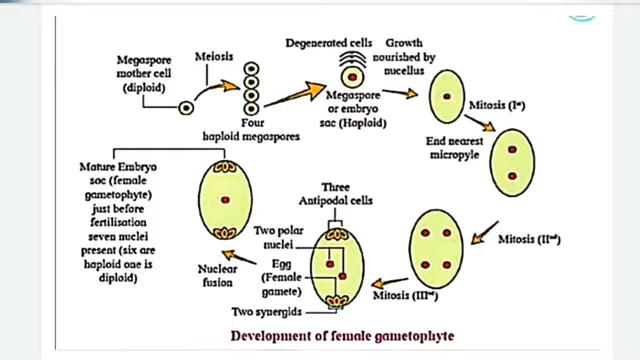 Megaspore
mother cell
(diploid)
Meiosis
Four
haploid megaspores
Degenerated cells
Megaspore
or embryo
sac (Haploid)
Growth
nourished by
nucellus
Mitosis (Ist)
End nearest
micropyle
Mitosis (IInd)
Mitosis (IIInd)
Three
Antipodal cells
Two polar
nuclei
Egg
(Female
gamete)
Two synergids
Nuclear
fusion
Mature Embryo
sac (female
gametophyte)
just before
fertilisation
seven nuclei
present (six are
haploid one is
diploid)
Development of female gametophyte